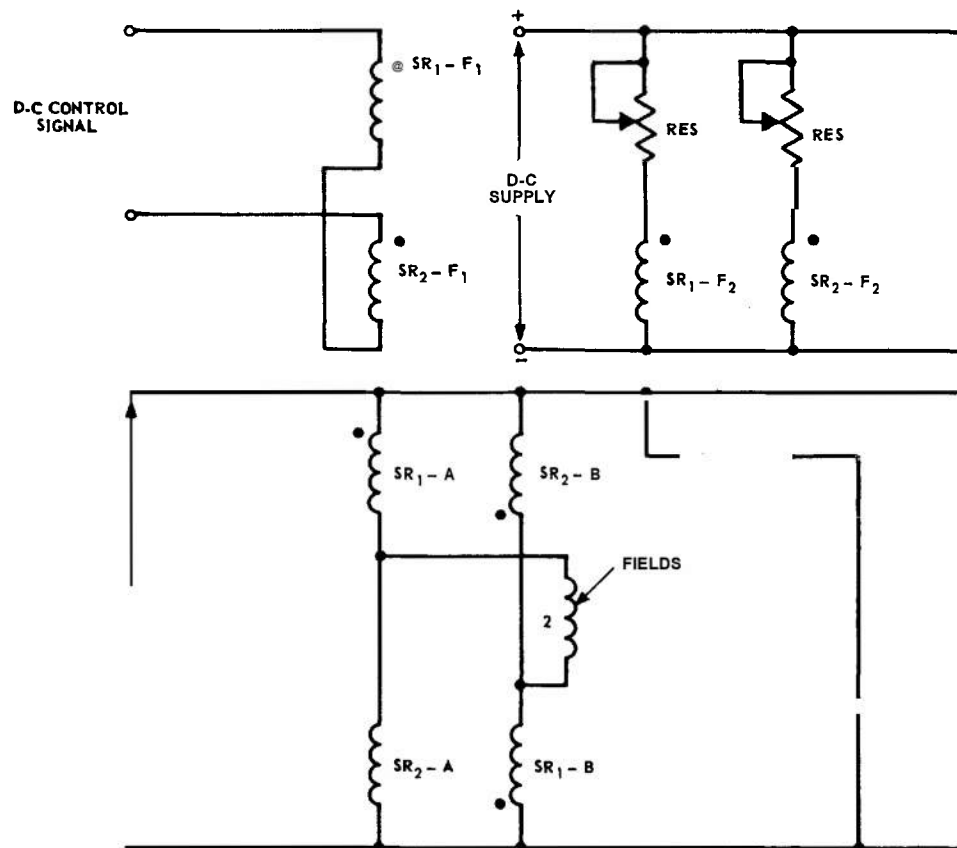 +
@ SR₁ – F₁
D-C CONTROL
SIGNAL
RES
RES
D-C
SUPPLY
SR₂ – F₁
SR₁ – F₂
SR₂ – F₂
–
SR₁ – A
SR₂ – B
FIELDS
2
SR₂ – A
SR₁ – B